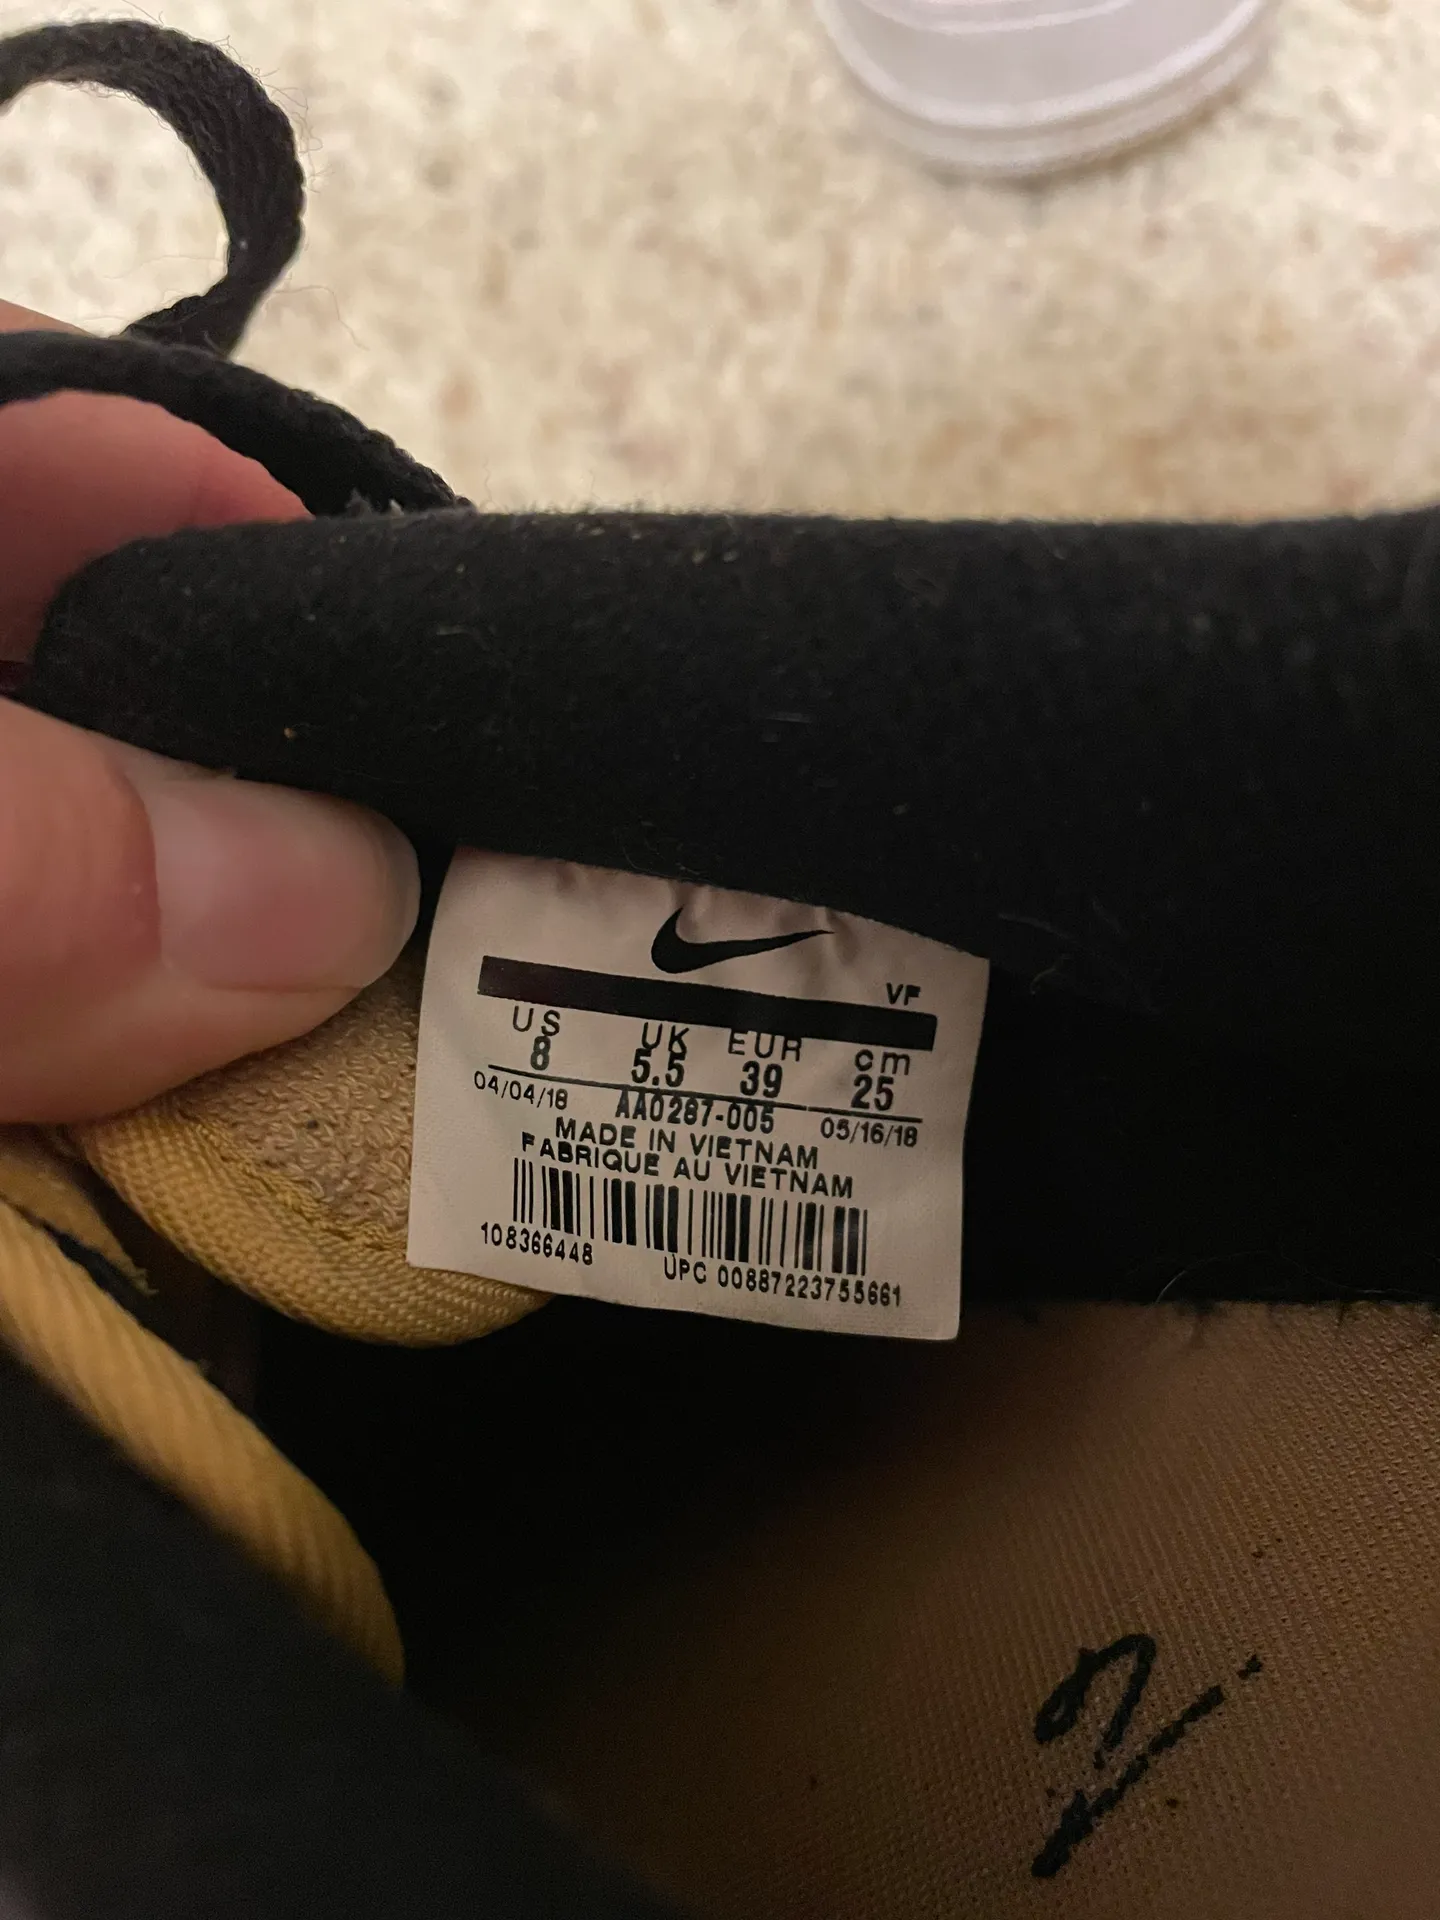 VF
US UK EUR cm
8 5.5 39 25
04/04/18 AA0287-005 05/16/18
MADE IN VIETNAM
FABRIQUE AU VIETNAM
108366448 UPC 00887223755661